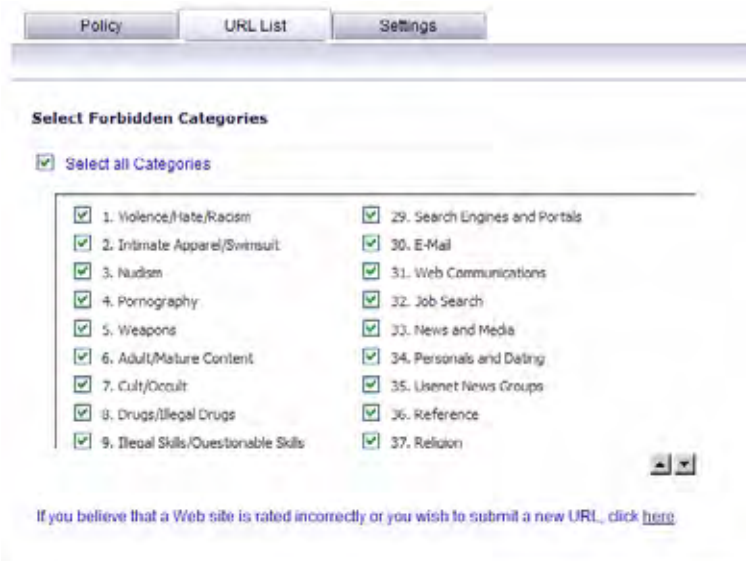 Policy URL List Settings
Select Forbidden Categories
Select all Categories
1. Violence/Hate/Racism
2. Intimate Apparel/Swimsuit
3. Nudism
4. Pornography
5. Weapons
6. Adult/Mature Content
7. Cult/Occult
8. Drugs/Illegal Drugs
9. Illegal Skills/Questionable Skills
29. Search Engines and Portals
30. E-Mail
31. Web Communications
32. Job Search
33. News and Media
34. Personals and Dating
35. Usenet News Groups
36. Reference
37. Religion
If you believe that a Web site is rated incorrectly or you wish to submit a new URL, click here